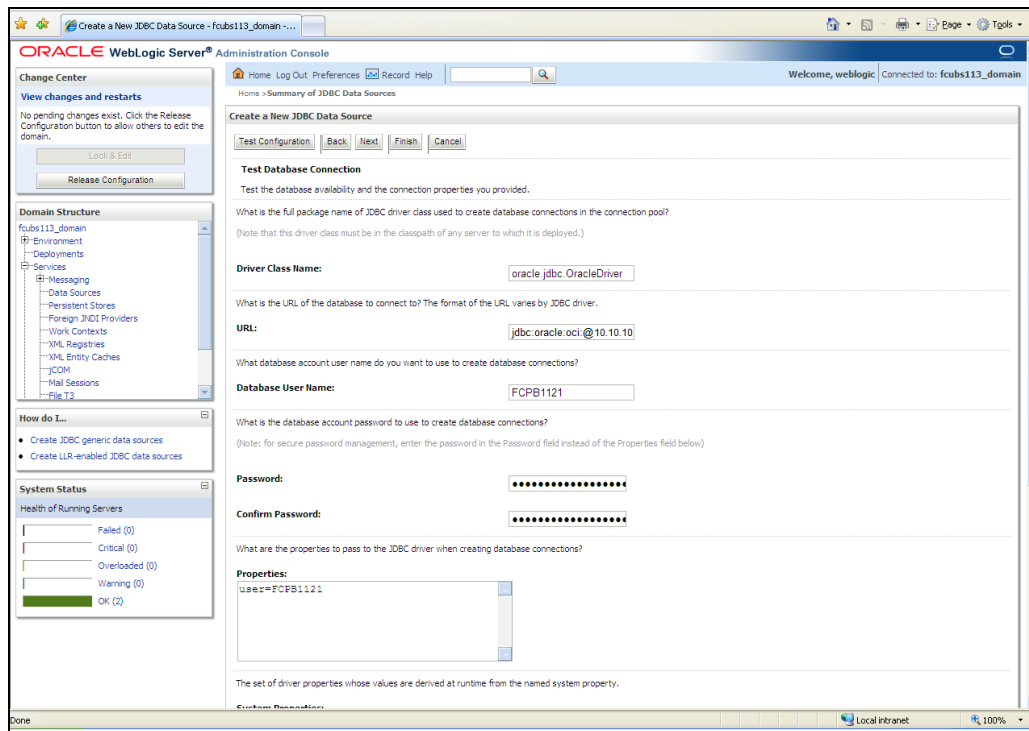 Create a New JDBC Data Source - fcubs113_domain -...
Page
Tools
ORACLE WebLogic Server® Administration Console
Change Center
View changes and restarts
No pending changes exist. Click the Release
Configuration button to allow others to edit the
domain.
Lock & Edit
Release Configuration
Domain Structure
fcubs113_domain
Environment
Deployments
Services
Messaging
Data Sources
Persistent Stores
Foreign JNDI Providers
Work Contexts
XML Registries
XML Entity Caches
jCOM
Mail Sessions
File T3
How do I...
Create JDBC generic data sources
Create LLR-enabled JDBC data sources
System Status
Health of Running Servers
Failed (0)
Critical (0)
Overloaded (0)
Warning (0)
OK (2)
Home Log Out Preferences Record Help
Welcome, weblogic Connected to: fcubs113_domain
Home >Summary of JDBC Data Sources
Create a New JDBC Data Source
Test Configuration Back Next Finish Cancel
Test Database Connection
Test the database availability and the connection properties you provided.
What is the full package name of JDBC driver class used to create database connections in the connection pool?
(Note that this driver class must be in the classpath of any server to which it is deployed.)
Driver Class Name: oracle.jdbc.OracleDriver
What is the URL of the database to connect to? The format of the URL varies by JDBC driver.
URL: jdbc:oracle:oci:@10.10.10
What database account user name do you want to use to create database connections?
Database User Name: FCPB1121
What is the database account password to use to create database connections?
(Note: for secure password management, enter the password in the Password field instead of the Properties field below)
Password: ●●●●●●●●●●●●●●●●●●
Confirm Password: ●●●●●●●●●●●●●●●●●●
What are the properties to pass to the JDBC driver when creating database connections?
Properties:
user=FCPB1121
The set of driver properties whose values are derived at runtime from the named system property.
System Properties:
Done
Local intranet
100%